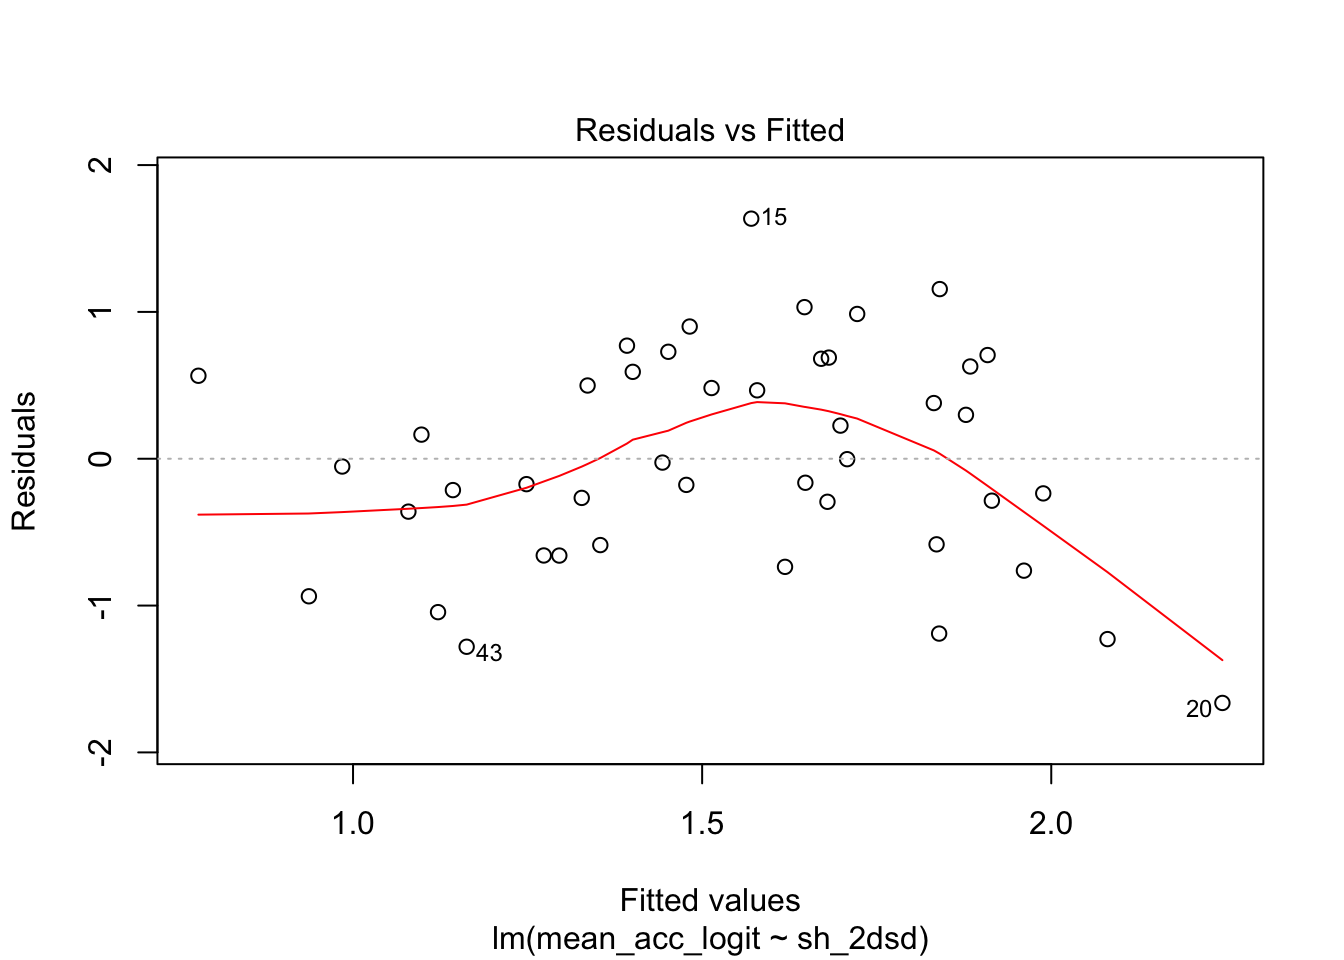 Residuals vs Fitted
2
1
0
-1
-2
Residuals
15
43
20
1.0 1.5 2.0
Fitted values
lm(mean_acc_logit ~ sh_2dsd)